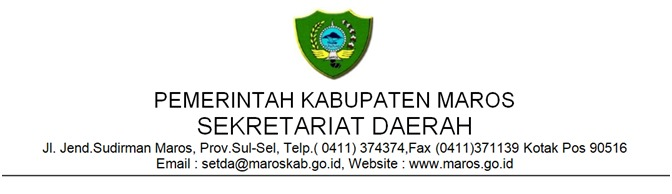 PEMERINTAH KABUPATEN MAROS
SEKRETARIAT DAERAH
Jl. Jend.Sudirman Maros, Prov.Sul-Sel, Telp.( 0411) 374374,Fax (0411)371139 Kotak Pos 90516
Email : setda@maroskab.go.id, Website : www.maros.go.id